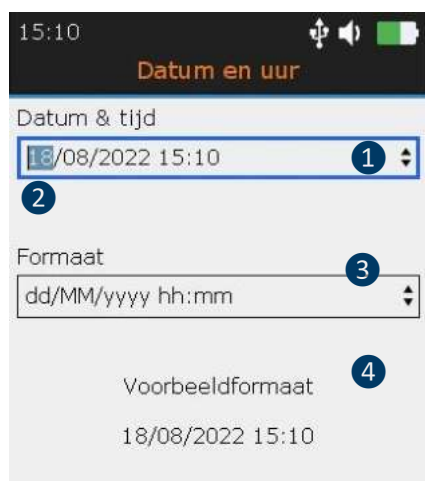 15:10
Datum en uur
Datum & tijd
18/08/2022 15:10
1
2
Formaat
3
dd/MM/yyyy hh:mm
4
Voorbeeldformaat
18/08/2022 15:10